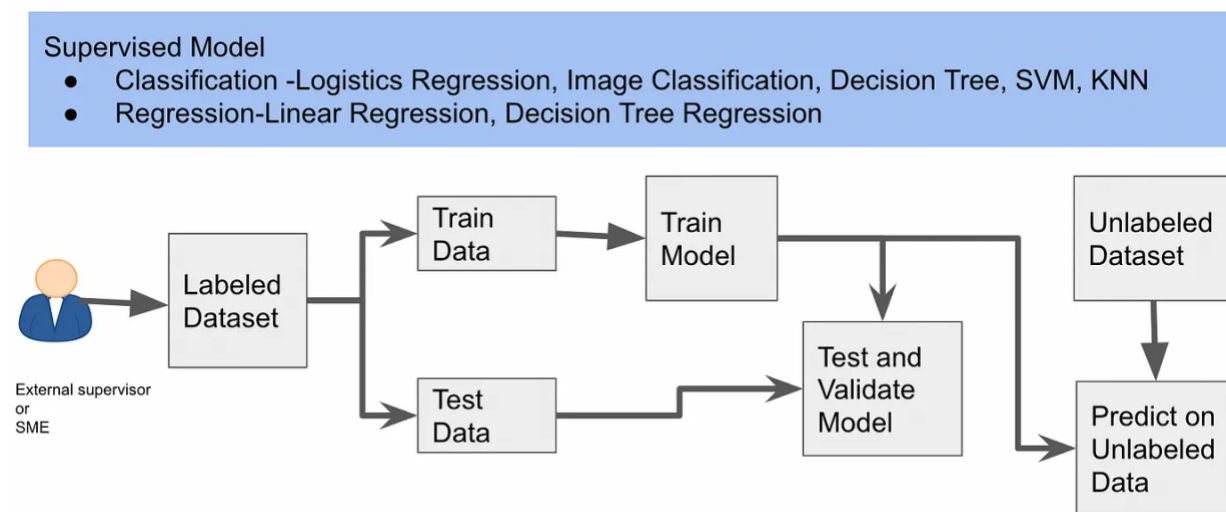 Supervised Model
● Classification -Logistics Regression, Image Classification, Decision Tree, SVM, KNN
● Regression-Linear Regression, Decision Tree Regression
External supervisor
or
SME
Labeled
Dataset
Train
Data
Test
Data
Train
Model
Test and
Validate
Model
Unlabeled
Dataset
Predict on
Unlabeled
Data